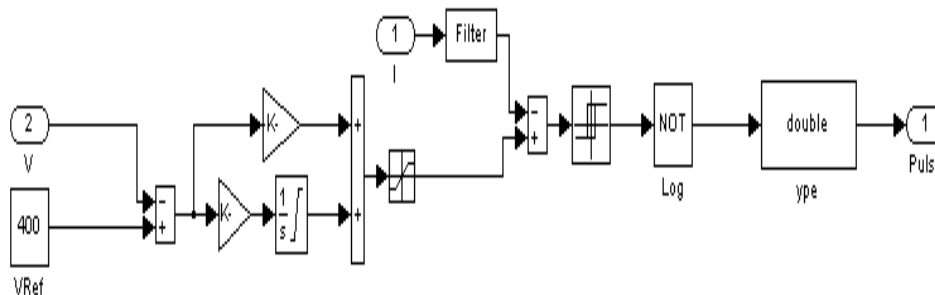 1
I
Filter
2
V
400
VRef
-
+
K-
K-
1
s
+
+
-
+
NOT
Log
double
ype
1
Puls